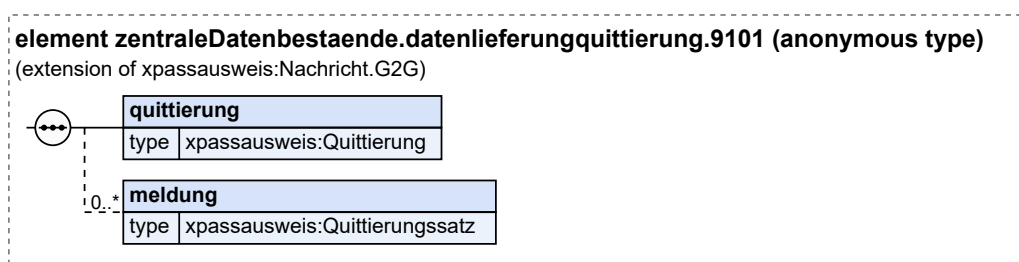 element zentraleDatenbestaende.datenlieferungquittierung.9101 (anonymous type)
(extension of xpassausweis:Nachricht.G2G)
quittierung
type xpassausweis:Quittierung
0..* meldung
type xpassausweis:Quittierungssatz